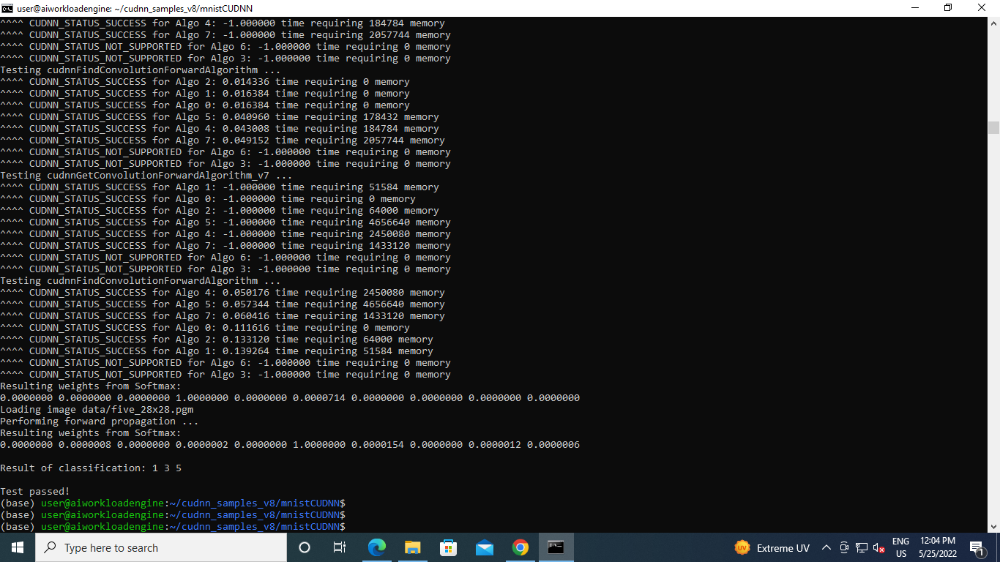 user@aiworkloadengine: ~/cudnn_samples_v8/mnistCUDNN
^^^^ CUDNN_STATUS_SUCCESS for Algo 4: -1.000000 time requiring 184784 memory
^^^^ CUDNN_STATUS_SUCCESS for Algo 7: -1.000000 time requiring 2057744 memory
^^^^ CUDNN_STATUS_NOT_SUPPORTED for Algo 6: -1.000000 time requiring 0 memory
^^^^ CUDNN_STATUS_NOT_SUPPORTED for Algo 3: -1.000000 time requiring 0 memory
Testing cudnnFindConvolutionForwardAlgorithm ...
^^^^ CUDNN_STATUS_SUCCESS for Algo 2: 0.014336 time requiring 0 memory
^^^^ CUDNN_STATUS_SUCCESS for Algo 1: 0.016384 time requiring 0 memory
^^^^ CUDNN_STATUS_SUCCESS for Algo 0: 0.016384 time requiring 0 memory
^^^^ CUDNN_STATUS_SUCCESS for Algo 5: 0.040960 time requiring 178432 memory
^^^^ CUDNN_STATUS_SUCCESS for Algo 4: 0.043008 time requiring 184784 memory
^^^^ CUDNN_STATUS_SUCCESS for Algo 7: 0.049152 time requiring 2057744 memory
^^^^ CUDNN_STATUS_NOT_SUPPORTED for Algo 6: -1.000000 time requiring 0 memory
^^^^ CUDNN_STATUS_NOT_SUPPORTED for Algo 3: -1.000000 time requiring 0 memory
Testing cudnnGetConvolutionForwardAlgorithm_v7 ...
^^^^ CUDNN_STATUS_SUCCESS for Algo 1: -1.000000 time requiring 51584 memory
^^^^ CUDNN_STATUS_SUCCESS for Algo 0: -1.000000 time requiring 0 memory
^^^^ CUDNN_STATUS_SUCCESS for Algo 2: -1.000000 time requiring 64000 memory
^^^^ CUDNN_STATUS_SUCCESS for Algo 5: -1.000000 time requiring 4656640 memory
^^^^ CUDNN_STATUS_SUCCESS for Algo 4: -1.000000 time requiring 2450080 memory
^^^^ CUDNN_STATUS_SUCCESS for Algo 7: -1.000000 time requiring 1433120 memory
^^^^ CUDNN_STATUS_NOT_SUPPORTED for Algo 6: -1.000000 time requiring 0 memory
^^^^ CUDNN_STATUS_NOT_SUPPORTED for Algo 3: -1.000000 time requiring 0 memory
Testing cudnnFindConvolutionForwardAlgorithm ...
^^^^ CUDNN_STATUS_SUCCESS for Algo 4: 0.050176 time requiring 2450080 memory
^^^^ CUDNN_STATUS_SUCCESS for Algo 5: 0.057344 time requiring 4656640 memory
^^^^ CUDNN_STATUS_SUCCESS for Algo 7: 0.060416 time requiring 1433120 memory
^^^^ CUDNN_STATUS_SUCCESS for Algo 0: 0.111616 time requiring 0 memory
^^^^ CUDNN_STATUS_SUCCESS for Algo 2: 0.133120 time requiring 64000 memory
^^^^ CUDNN_STATUS_SUCCESS for Algo 1: 0.139264 time requiring 51584 memory
^^^^ CUDNN_STATUS_NOT_SUPPORTED for Algo 6: -1.000000 time requiring 0 memory
^^^^ CUDNN_STATUS_NOT_SUPPORTED for Algo 3: -1.000000 time requiring 0 memory
Resulting weights from Softmax:
0.0000000 0.0000000 0.0000000 1.0000000 0.0000000 0.0000714 0.0000000 0.0000000 0.0000000 0.0000000
Loading image data/five_28x28.pgm
Performing forward propagation ...
Resulting weights from Softmax:
0.0000000 0.0000008 0.0000000 0.0000002 0.0000000 1.0000000 0.0000154 0.0000000 0.0000012 0.0000006
Result of classification: 1 3 5
Test passed!
(base) user@aiworkloadengine:~/cudnn_samples_v8/mnistCUDNN$
(base) user@aiworkloadengine:~/cudnn_samples_v8/mnistCUDNN$
(base) user@aiworkloadengine:~/cudnn_samples_v8/mnistCUDNN$
Type here to search
UV
Extreme UV
ENG
US
12:04 PM
5/25/2022
1